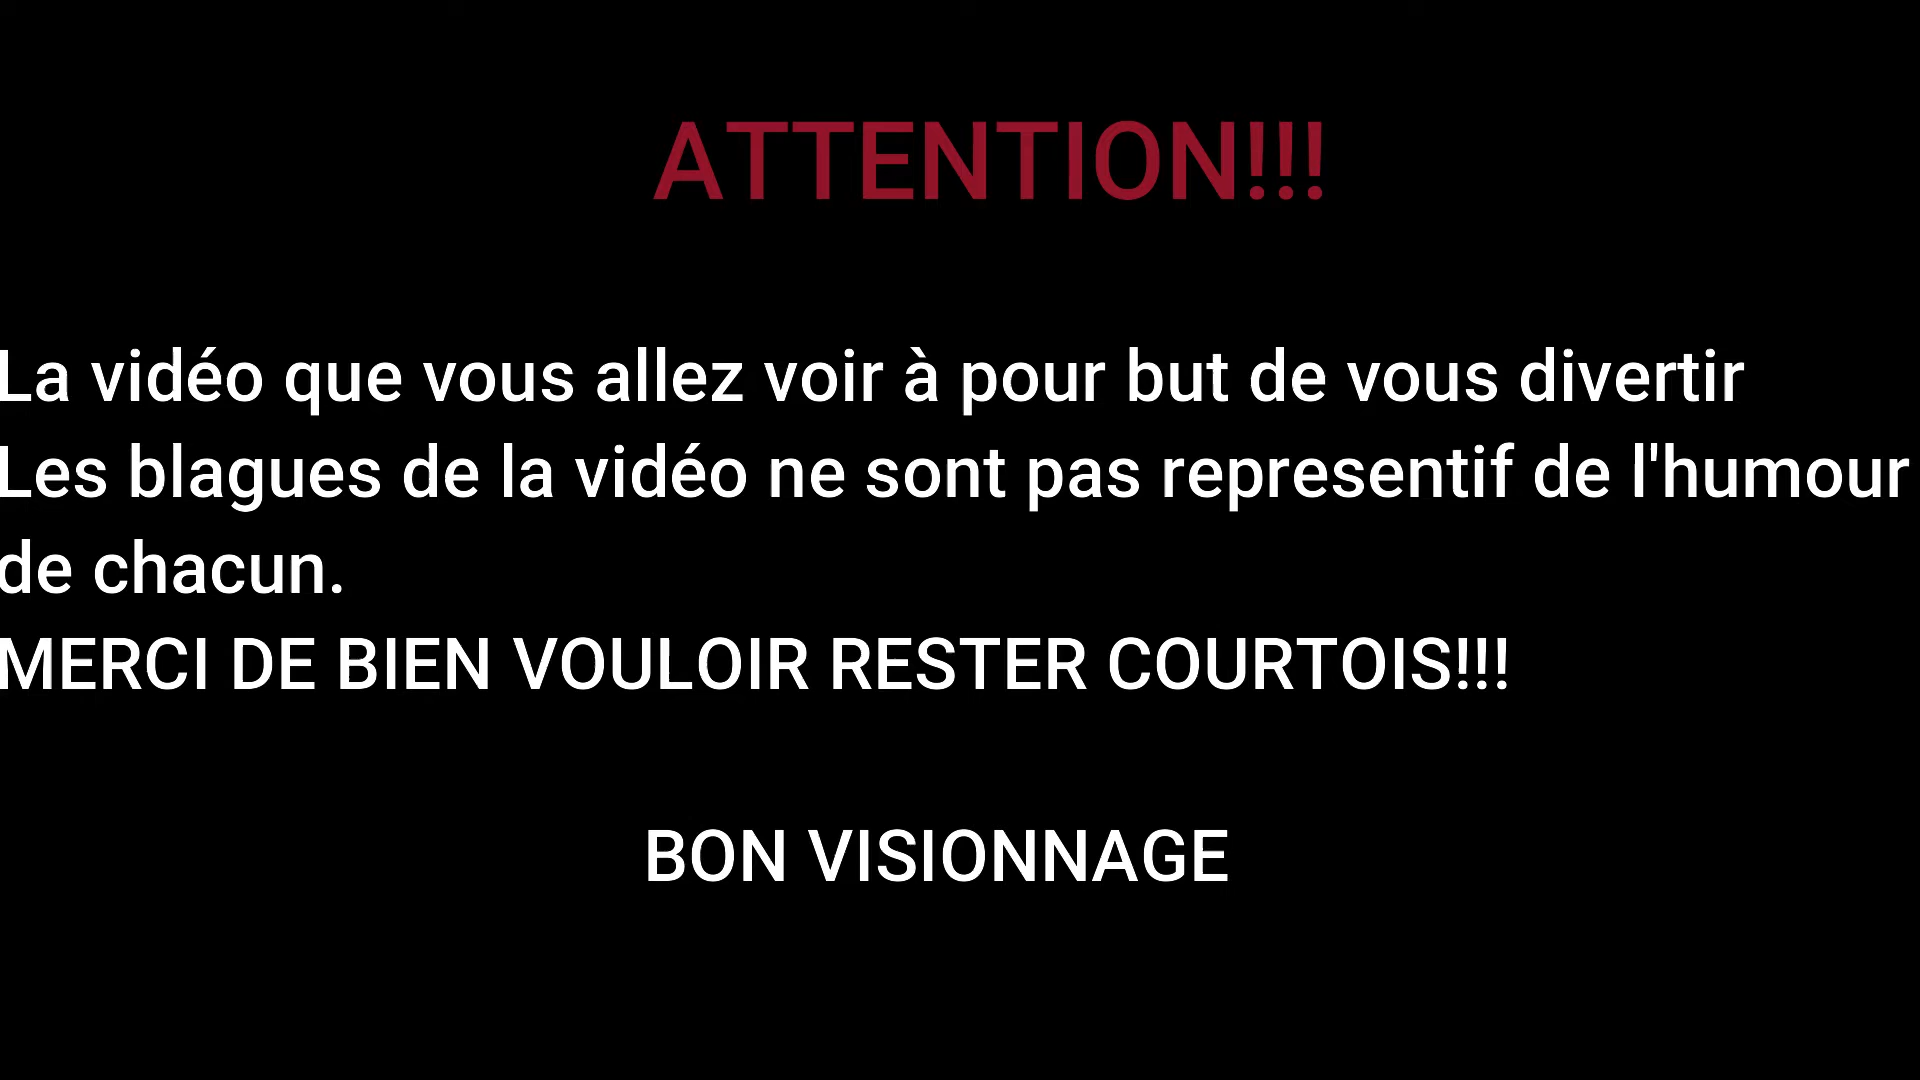 ATTENTION!!!
La vidéo que vous allez voir à pour but de vous divertir
Les blagues de la vidéo ne sont pas representif de l'humour
de chacun.
MERCI DE BIEN VOULOIR RESTER COURTOIS!!!
BON VISIONNAGE